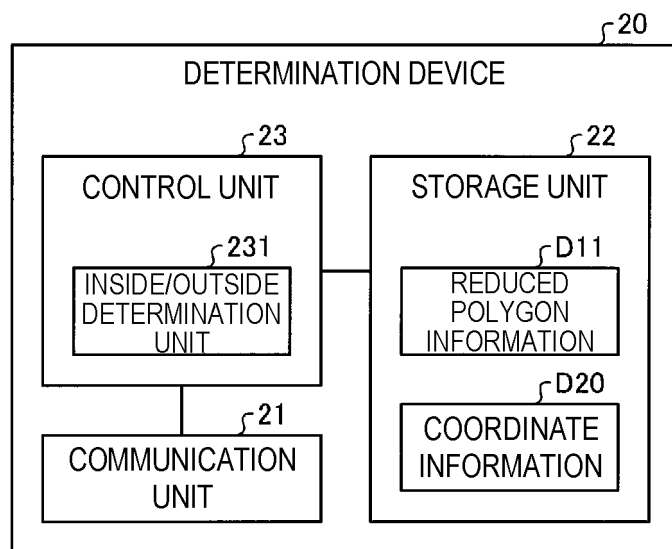 20
DETERMINATION DEVICE
23
CONTROL UNIT
231
INSIDE/OUTSIDE
DETERMINATION
UNIT
21
COMMUNICATION
UNIT
22
STORAGE UNIT
D11
REDUCED
POLYGON
INFORMATION
D20
COORDINATE
INFORMATION